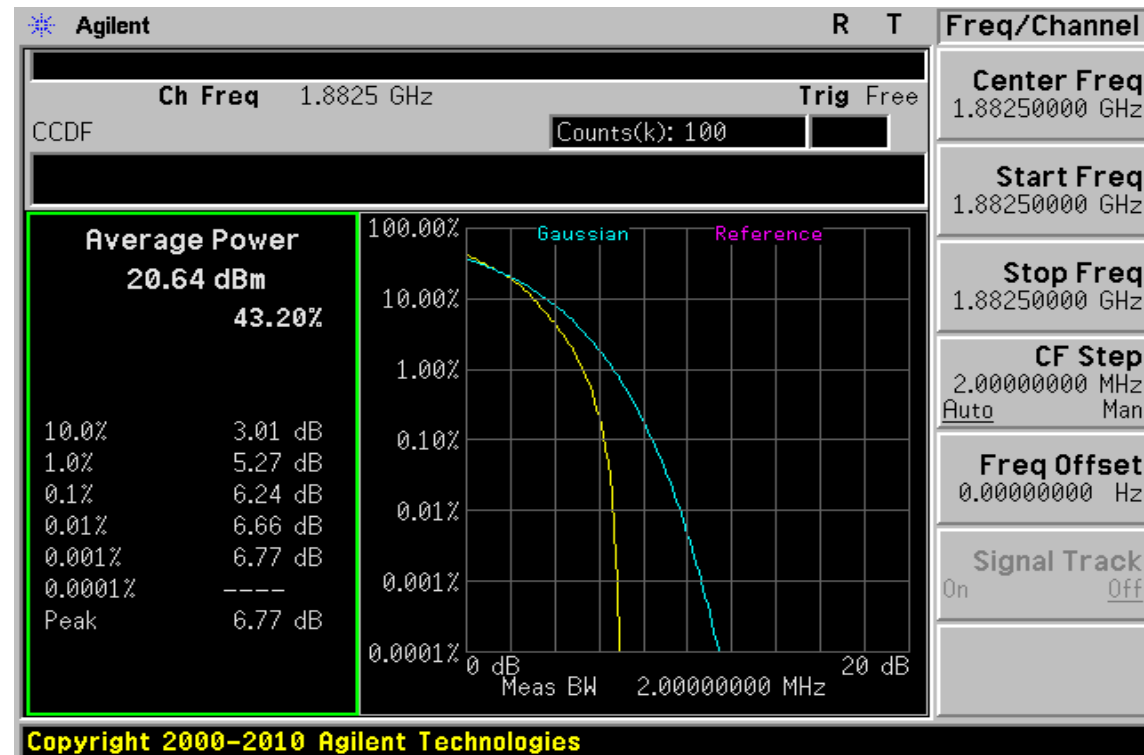 Agilent R T Freq/Channel
Ch Freq 1.8825 GHz Trig Free
CCDF Counts(k): 100
Average Power
20.64 dBm
43.20%
10.0% 3.01 dB
1.0% 5.27 dB
0.1% 6.24 dB
0.01% 6.66 dB
0.001% 6.77 dB
0.0001% ----
Peak 6.77 dB
Gaussian Reference
100.00%
10.00%
1.00%
0.10%
0.01%
0.001%
0.0001%
0 dB 20 dB
Meas BW 2.00000000 MHz
Center Freq
1.88250000 GHz
Start Freq
1.88250000 GHz
Stop Freq
1.88250000 GHz
CF Step
2.00000000 MHz
Auto Man
Freq Offset
0.00000000 Hz
Signal Track
On Off
Copyright 2000-2010 Agilent Technologies